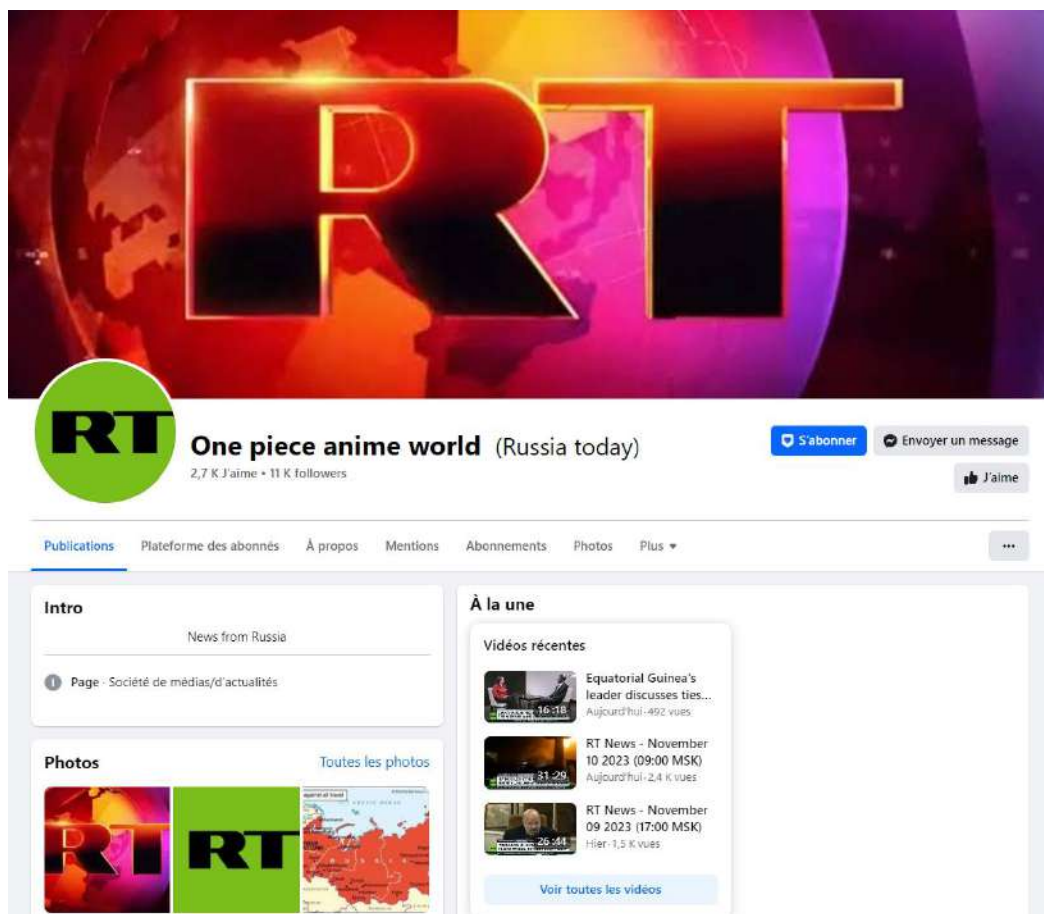 RT
RT
One piece anime world (Russia today)
2,7 K J'aime • 11 K followers
S'abonner
Envoyer un message
J'aime
Publications
Plateforme des abonnés
À propos
Mentions
Abonnements
Photos
Plus
Intro
News from Russia
Page · Société de médias/d'actualités
Photos
Toutes les photos
RT
RT
ARCTIC OCEAN
À la une
Vidéos récentes
16:18
Equatorial Guinea's
leader discusses ties...
Aujourd'hui · 492 vues
31:29
RT News - November
10 2023 (09:00 MSK)
Aujourd'hui · 2,4 K vues
26:44
RT News - November
09 2023 (17:00 MSK)
Hier · 1,5 K vues
Voir toutes les vidéos